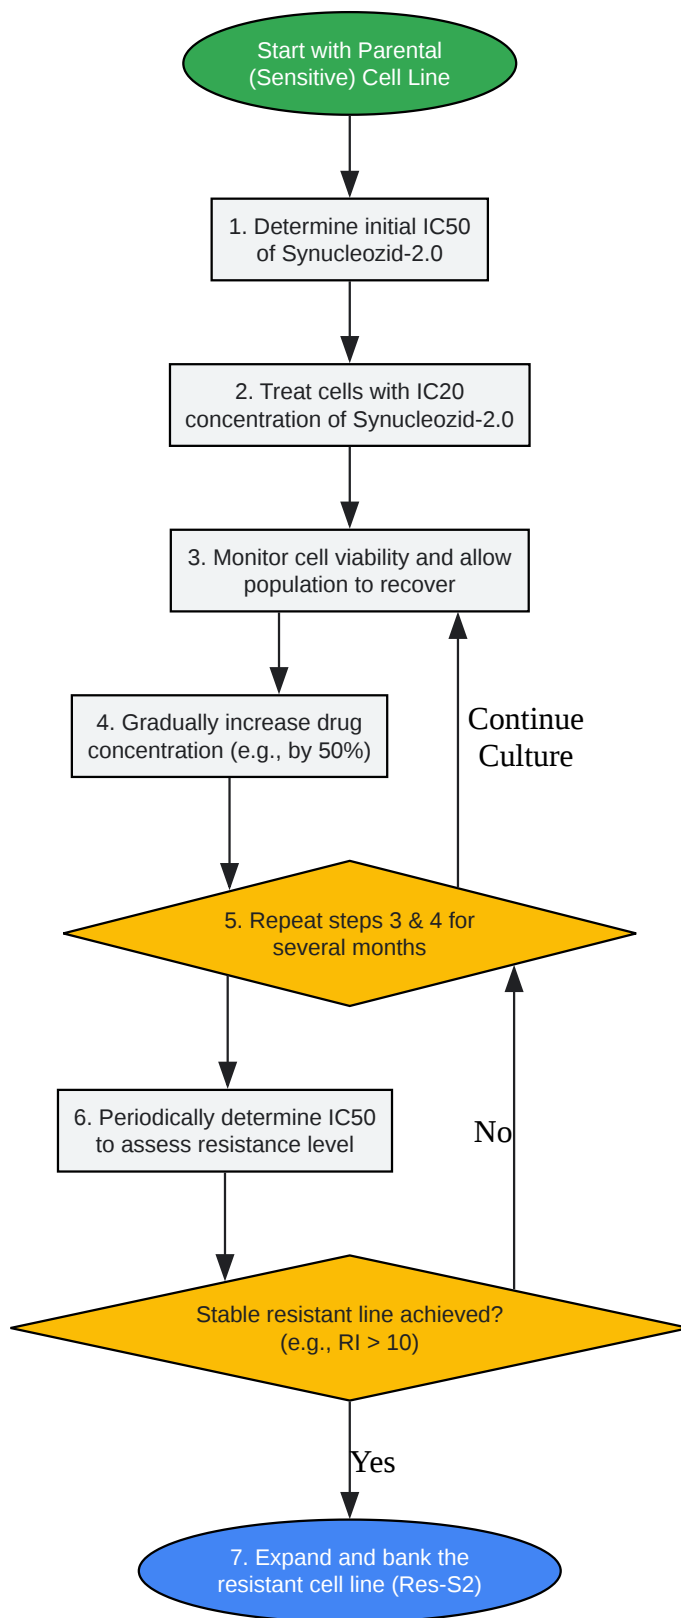 Start with Parental
(Sensitive) Cell Line
1. Determine initial IC50
of Synucleozid-2.0
2. Treat cells with IC20
concentration of Synucleozid-2.0
3. Monitor cell viability and allow
population to recover
4. Gradually increase drug
concentration (e.g., by 50%)
Continue
Culture
5. Repeat steps 3 & 4 for
several months
6. Periodically determine IC50
to assess resistance level
No
Stable resistant line achieved?
(e.g., RI > 10)
Yes
7. Expand and bank the
resistant cell line (Res-S2)